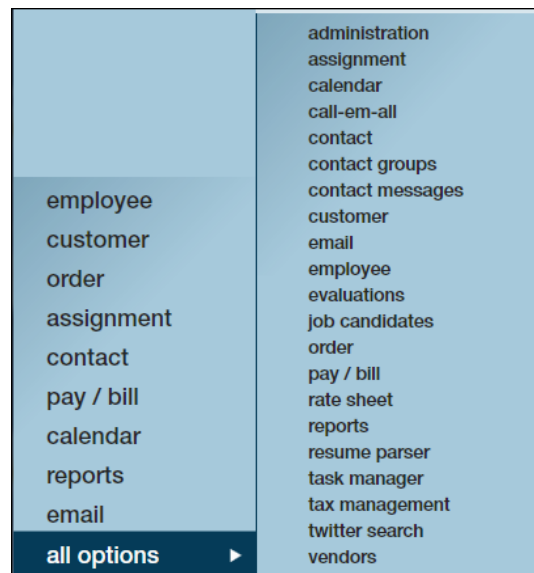 employee
customer
order
assignment
contact
pay / bill
calendar
reports
email
all options
administration
assignment
calendar
call-em-all
contact
contact groups
contact messages
customer
email
employee
evaluations
job candidates
order
pay / bill
rate sheet
reports
resume parser
task manager
tax management
twitter search
vendors